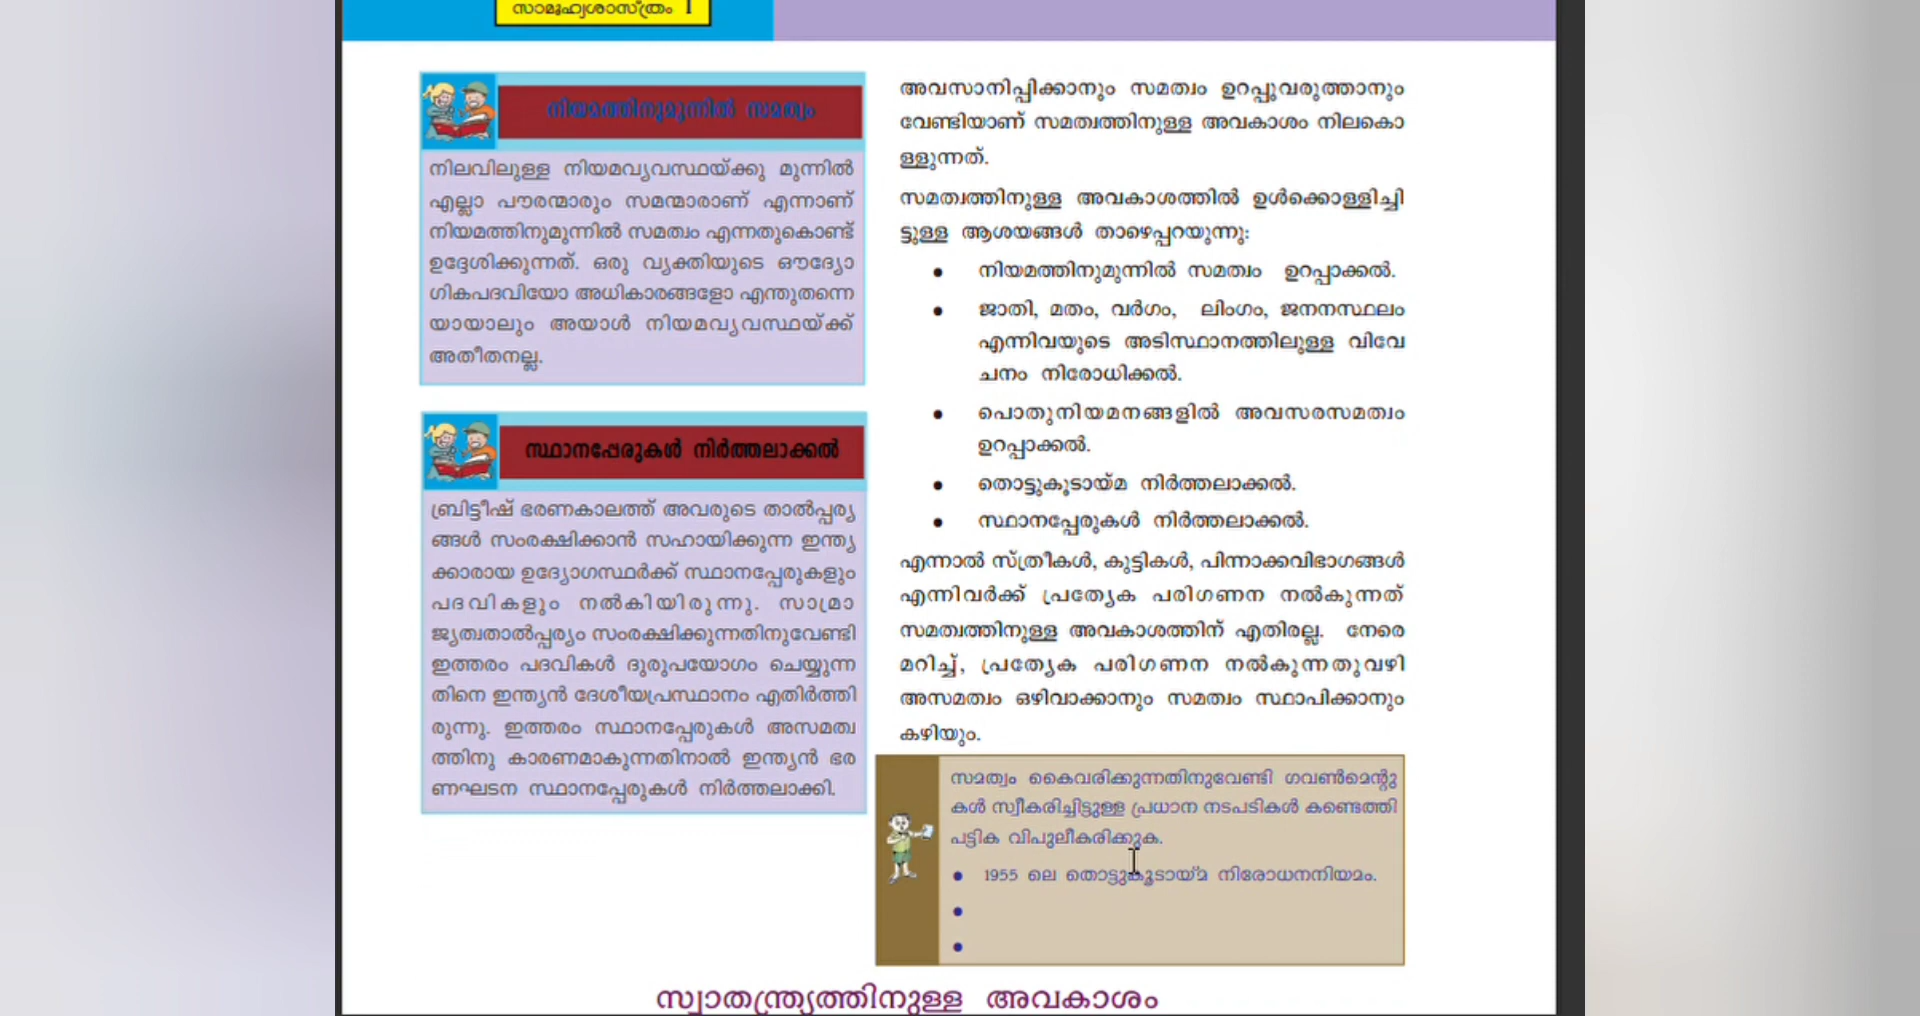 സാമൂഹ്യശാസ്ത്രം I
നിയമത്തിനുമുന്നിൽ സമത്വം
നിലവിലുള്ള നിയമവ്യവസ്ഥയ്ക്കു മുന്നിൽ
എല്ലാ പൗരന്മാരും സമന്മാരാണ് എന്നാണ്
നിയമത്തിനുമുന്നിൽ സമത്വം എന്നതുകൊണ്ട്
ഉദ്ദേശിക്കുന്നത്. ഒരു വ്യക്തിയുടെ ഔദ്യോ
ഗികപദവിയോ അധികാരങ്ങളോ എന്തുതന്നെ
യായാലും അയാൾ നിയമവ്യവസ്ഥയ്ക്ക്
അതീതനല്ല.
സ്ഥാനപ്പേരുകൾ നിർത്തലാക്കൽ
ബ്രിട്ടീഷ് ഭരണകാലത്ത് അവരുടെ താൽപ്പര്യ
ങ്ങൾ സംരക്ഷിക്കാൻ സഹായിക്കുന്ന ഇന്ത്യ
ക്കാരായ ഉദ്യോഗസ്ഥർക്ക് സ്ഥാനപ്പേരുകളും
പദവികളും നൽകിയിരുന്നു. സാമ്രാ
ജ്യത്വതാൽപ്പര്യം സംരക്ഷിക്കുന്നതിനുവേണ്ടി
ഇത്തരം പദവികൾ ദുരുപയോഗം ചെയ്യുന്ന
തിനെ ഇന്ത്യൻ ദേശീയപ്രസ്ഥാനം എതിർത്തി
രുന്നു. ഇത്തരം സ്ഥാനപ്പേരുകൾ അസമത്വ
ത്തിനു കാരണമാകുന്നതിനാൽ ഇന്ത്യൻ ഭര
ണഘടന സ്ഥാനപ്പേരുകൾ നിർത്തലാക്കി.
അവസാനിപ്പിക്കാനും സമത്വം ഉറപ്പുവരുത്താനും
വേണ്ടിയാണ് സമത്വത്തിനുള്ള അവകാശം നിലകൊ
ള്ളുന്നത്.
സമത്വത്തിനുള്ള അവകാശത്തിൽ ഉൾക്കൊള്ളിച്ചി
ട്ടുള്ള ആശയങ്ങൾ താഴെപ്പറയുന്നു:
● നിയമത്തിനുമുന്നിൽ സമത്വം ഉറപ്പാക്കൽ.
● ജാതി, മതം, വർഗം, ലിംഗം, ജനനസ്ഥലം
എന്നിവയുടെ അടിസ്ഥാനത്തിലുള്ള വിവേ
ചനം നിരോധിക്കൽ.
● പൊതുനിയമനങ്ങളിൽ അവസരസമത്വം
ഉറപ്പാക്കൽ.
● തൊട്ടുകൂടായ്മ നിർത്തലാക്കൽ.
● സ്ഥാനപ്പേരുകൾ നിർത്തലാക്കൽ.
എന്നാൽ സ്ത്രീകൾ, കുട്ടികൾ, പിന്നാക്കവിഭാഗങ്ങൾ
എന്നിവർക്ക് പ്രത്യേക പരിഗണന നൽകുന്നത്
സമത്വത്തിനുള്ള അവകാശത്തിന് എതിരല്ല. നേരെ
മറിച്ച്, പ്രത്യേക പരിഗണന നൽകുന്നതുവഴി
അസമത്വം ഒഴിവാക്കാനും സമത്വം സ്ഥാപിക്കാനും
കഴിയും.
സമത്വം കൈവരിക്കുന്നതിനുവേണ്ടി ഗവൺമെന്റു
കൾ സ്വീകരിച്ചിട്ടുള്ള പ്രധാന നടപടികൾ കണ്ടെത്തി
പട്ടിക വിപുലീകരിക്കുക.
● 1955 ലെ തൊട്ടുകൂടായ്മ നിരോധനനിയമം.
●
●
സ്വാതന്ത്ര്യത്തിനുള്ള അവകാശം